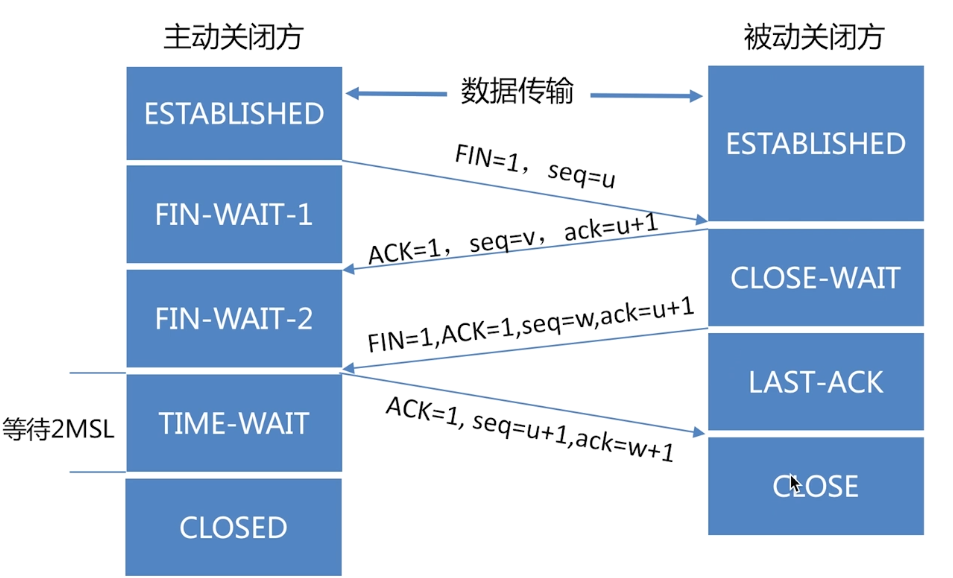 主动关闭方
被动关闭方
ESTABLISHED
数据传输
ESTABLISHED
FIN=1，seq=u
FIN-WAIT-1
ACK=1，seq=v，ack=u+1
CLOSE-WAIT
FIN-WAIT-2
FIN=1,ACK=1,seq=w,ack=u+1
LAST-ACK
等待2MSL
TIME-WAIT
ACK=1, seq=u+1,ack=w+1
CLOSE
CLOSED